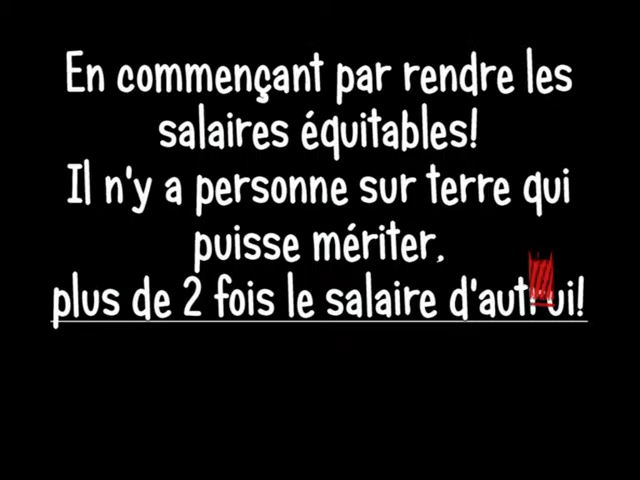 En commençant par rendre les
salaires équitables!
Il n'y a personne sur terre qui
puisse mériter,
plus de 2 fois le salaire